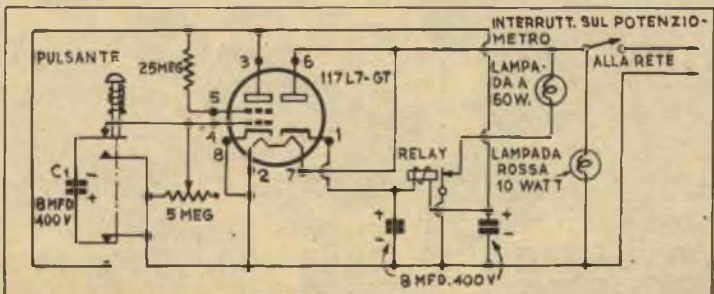 INTERRUTT. SUL POTENZIO-
METRO
PULSANTE
25MEG
3
6
117L7-GT
LAMPA-
DA A
60W.
ALLA RETE
5
4
8
1
2
7
RELAY
LAMPADA
ROSSA
10 WATT
C1
8 MFD.
400V
-
+
5 MEG
+
-
+
-
8 MFD. 400V